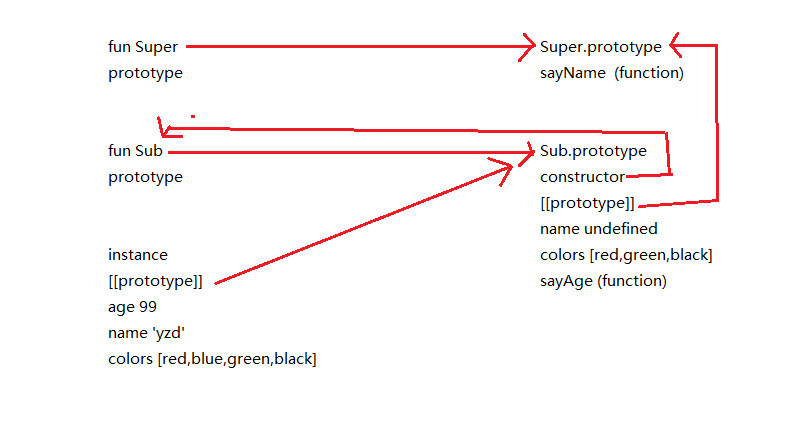 fun Super
prototype
Super.prototype
sayName (function)
fun Sub
prototype
Sub.prototype
constructor
[[prototype]]
name undefined
colors [red,green,black]
sayAge (function)
instance
[[prototype]]
age 99
name 'yzd'
colors [red,blue,green,black]